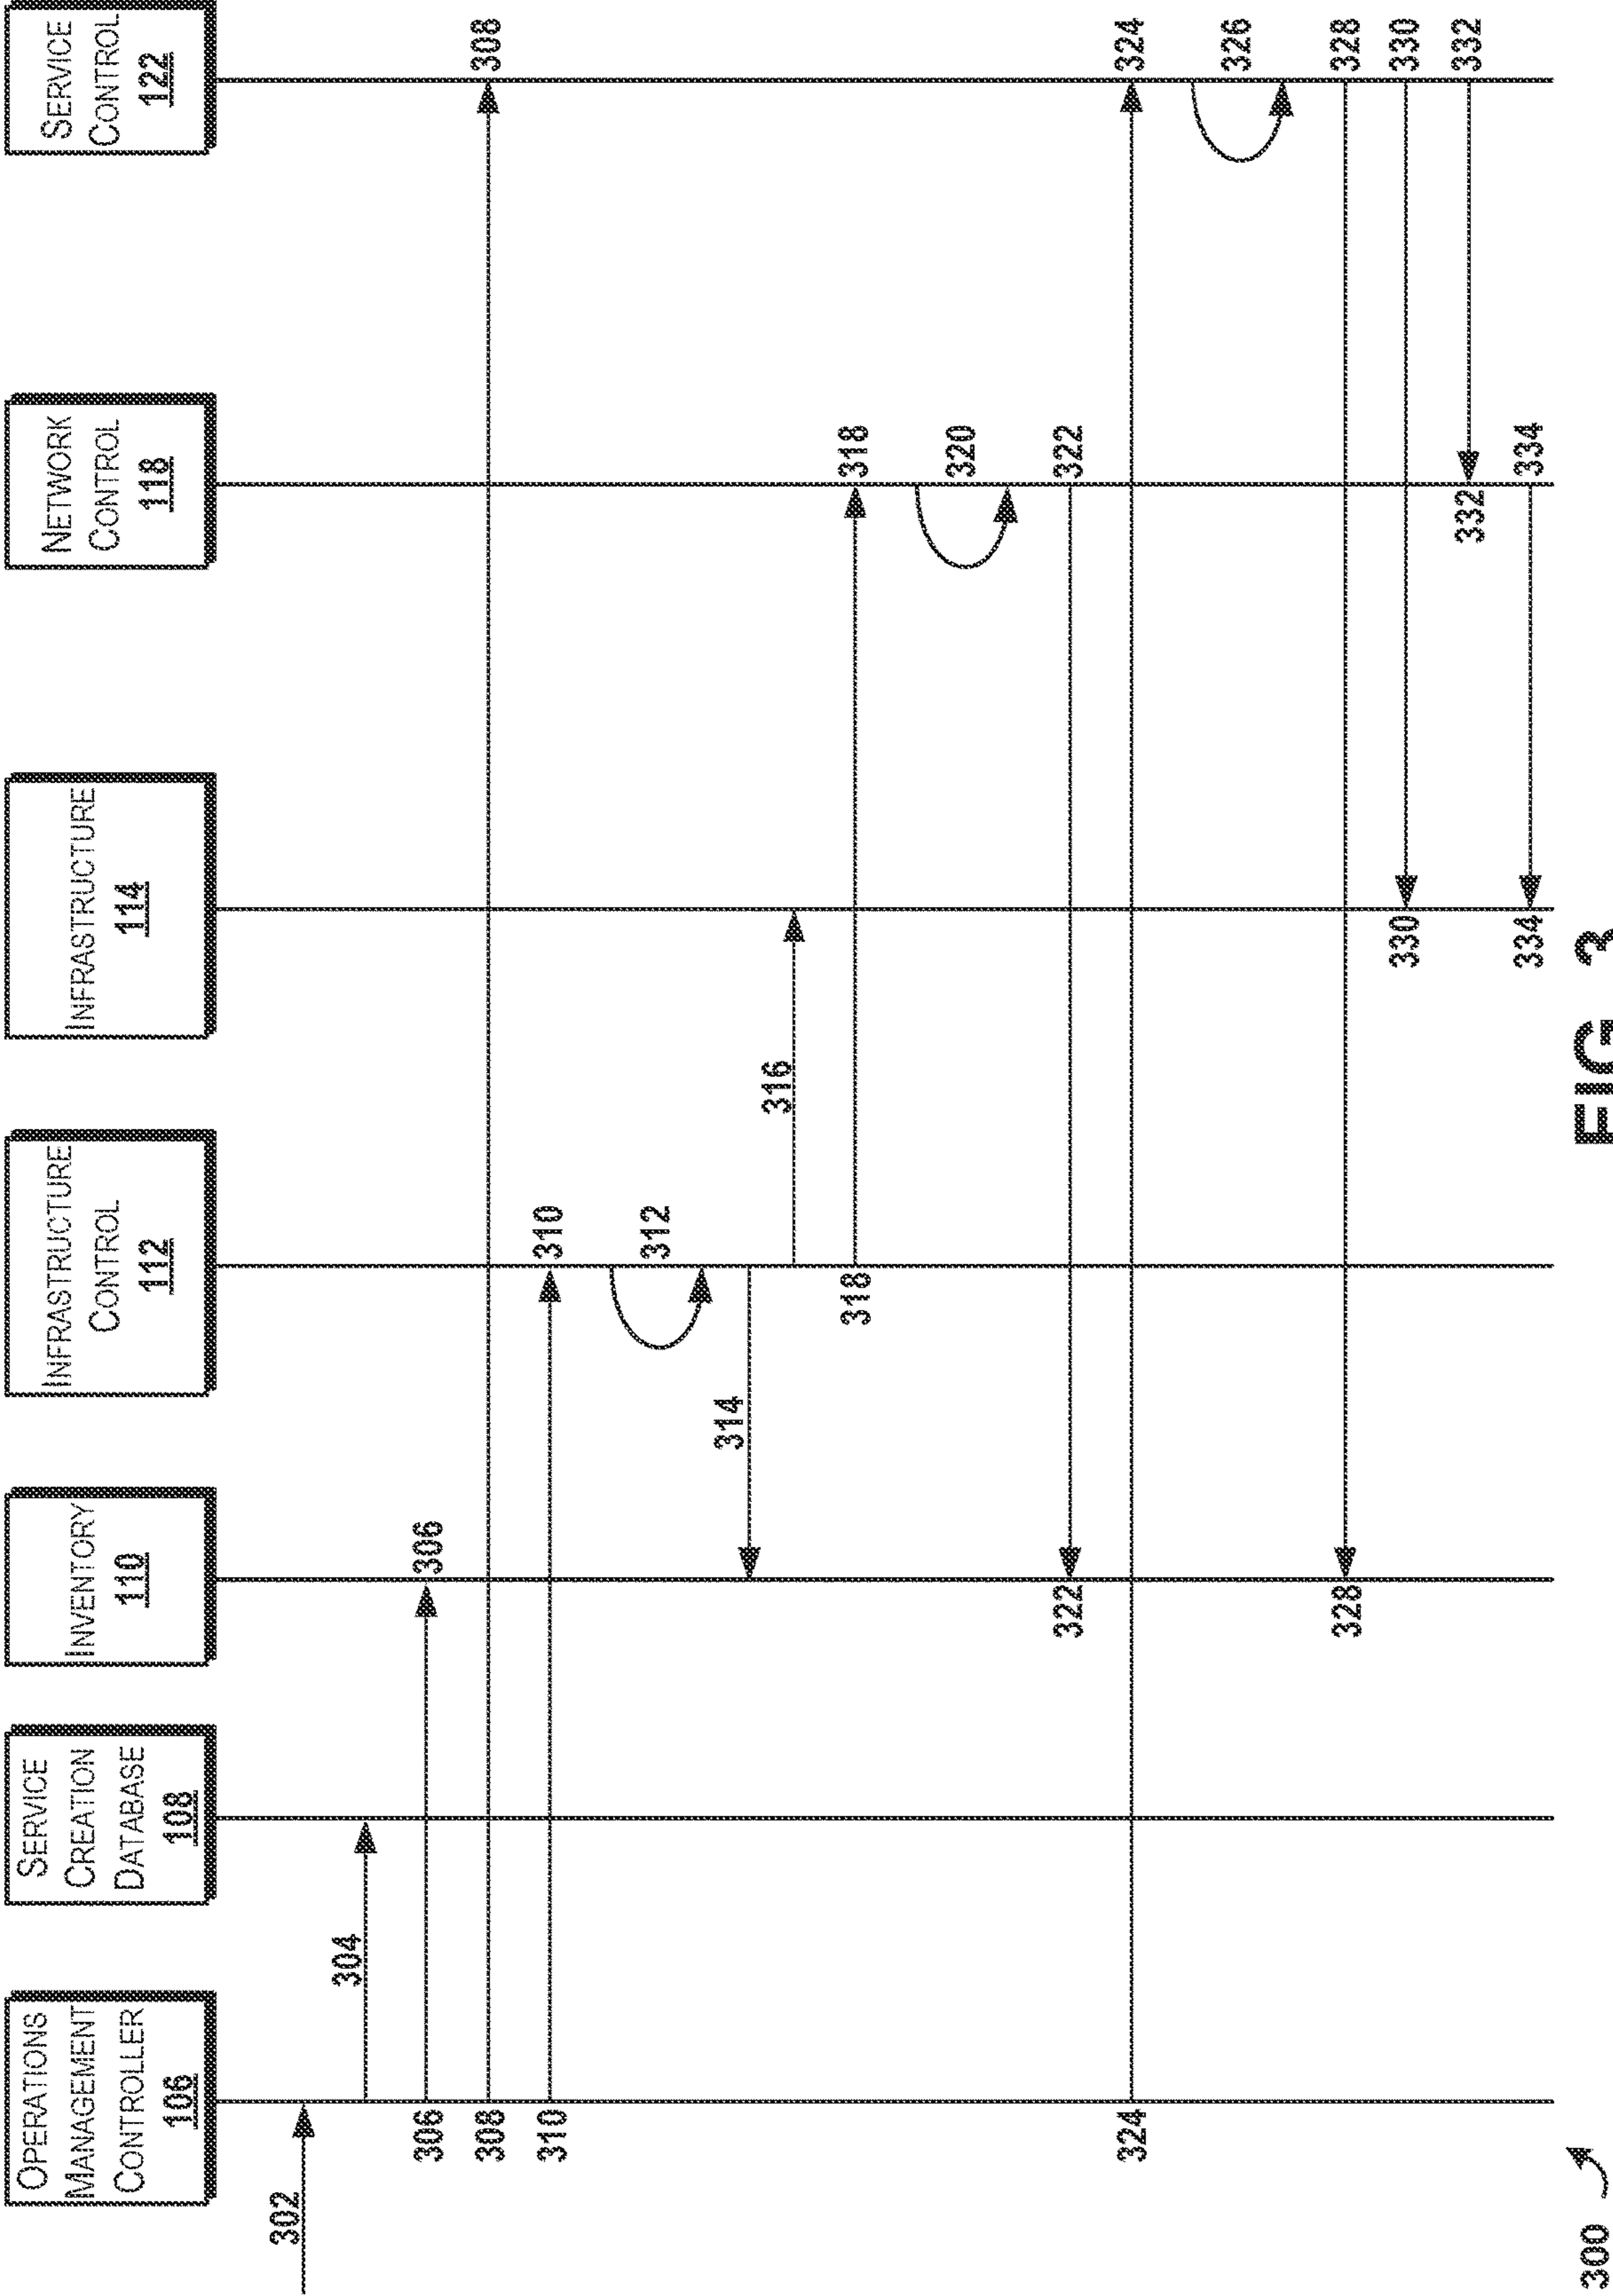 OPERATIONS
MANAGEMENT
CONTROLLER
106
SERVICE
CREATION
DATABASE
108
INVENTORY
110
INFRASTRUCTURE
CONTROL
112
INFRASTRUCTURE
114
NETWORK
CONTROL
118
SERVICE
CONTROL
122
302
304
306
306
308
308
310
310
312
314
316
318
318
320
322
322
324
324
326
328
328
330
330
332
332
334
334
300
FIG. 3